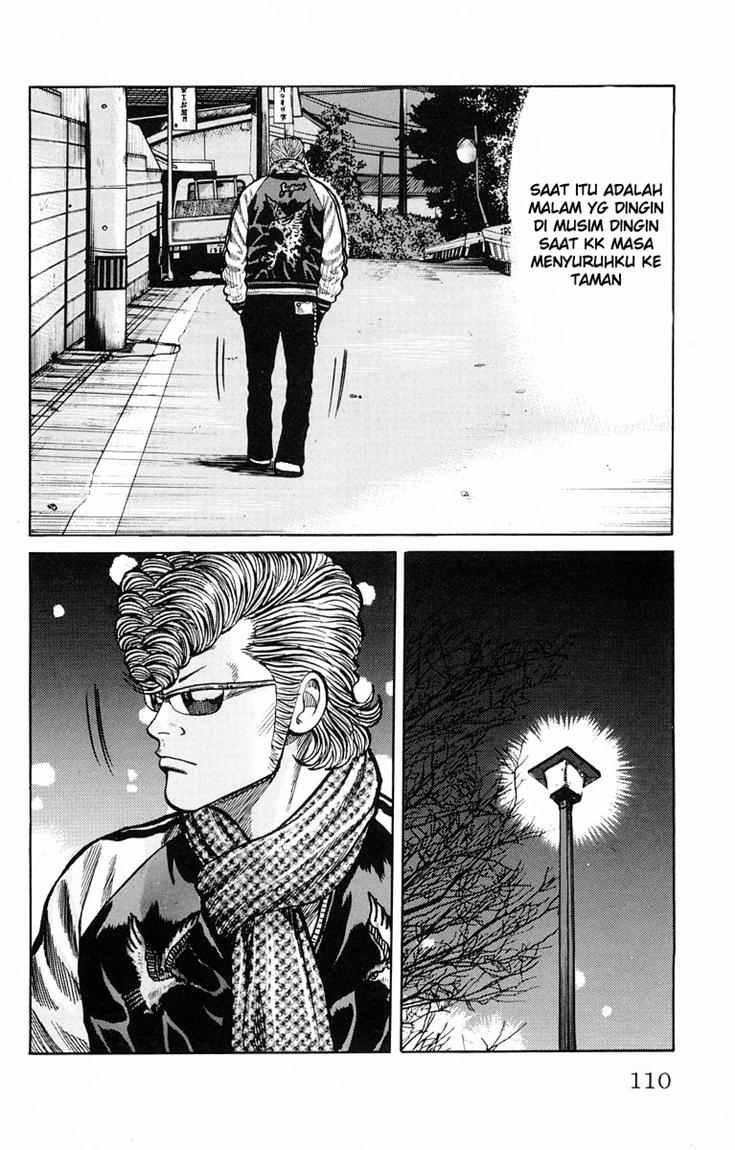 SAAT ITU ADALAH
MALAM YG DINGIN
DI MUSIM DINGIN
SAAT KK MASA
MENYURUHKU KE
TAMAN
110